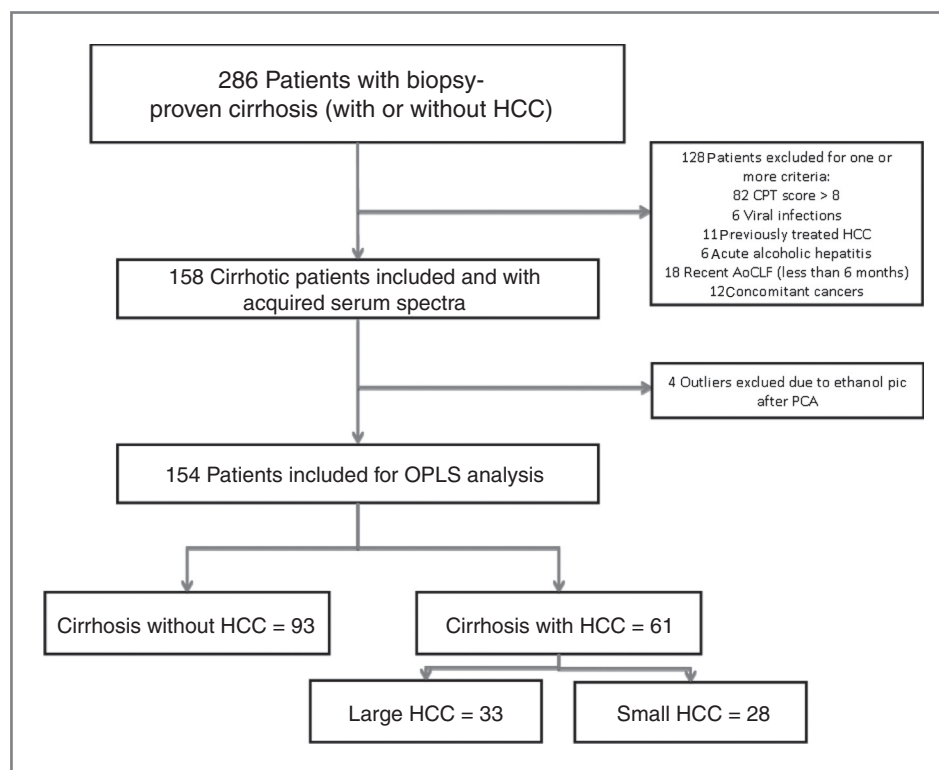 286 Patients with biopsy-
proven cirrhosis (with or without HCC)
128 Patients excluded for one or
more criteria:
82 CPT score > 8
6 Viral infections
11 Previously treated HCC
6 Acute alcoholic hepatitis
18 Recent AoCLF (less than 6 months)
12 Concomitant cancers
158 Cirrhotic patients included and with
acquired serum spectra
4 Outliers exclued due to ethanol pic
after PCA
154 Patients included for OPLS analysis
Cirrhosis without HCC = 93
Cirrhosis with HCC = 61
Large HCC = 33
Small HCC = 28